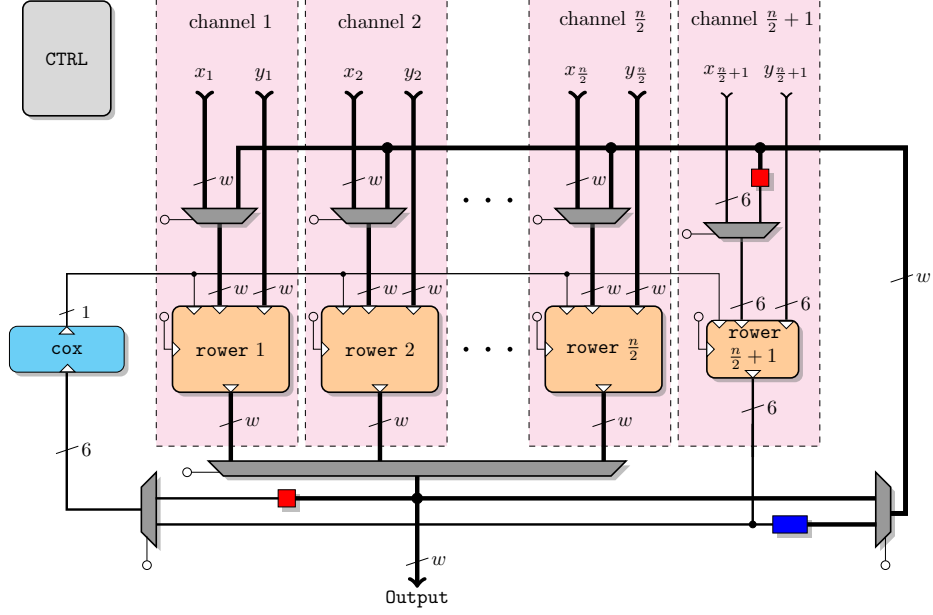 CTRL
channel 1
channel 2
channel n/2
channel n/2+1
x₁ y₁
x₂ y₂
xₙ⁄₂ yₙ⁄₂
xₙ⁄₂₊₁ yₙ⁄₂₊₁
w
w
. . .
w
6
w
w w
w w
w w
6 6
1
cox
rower 1
rower 2
. . .
rower n/2
rower
n/2+1
w
w
w
6
6
w
Output